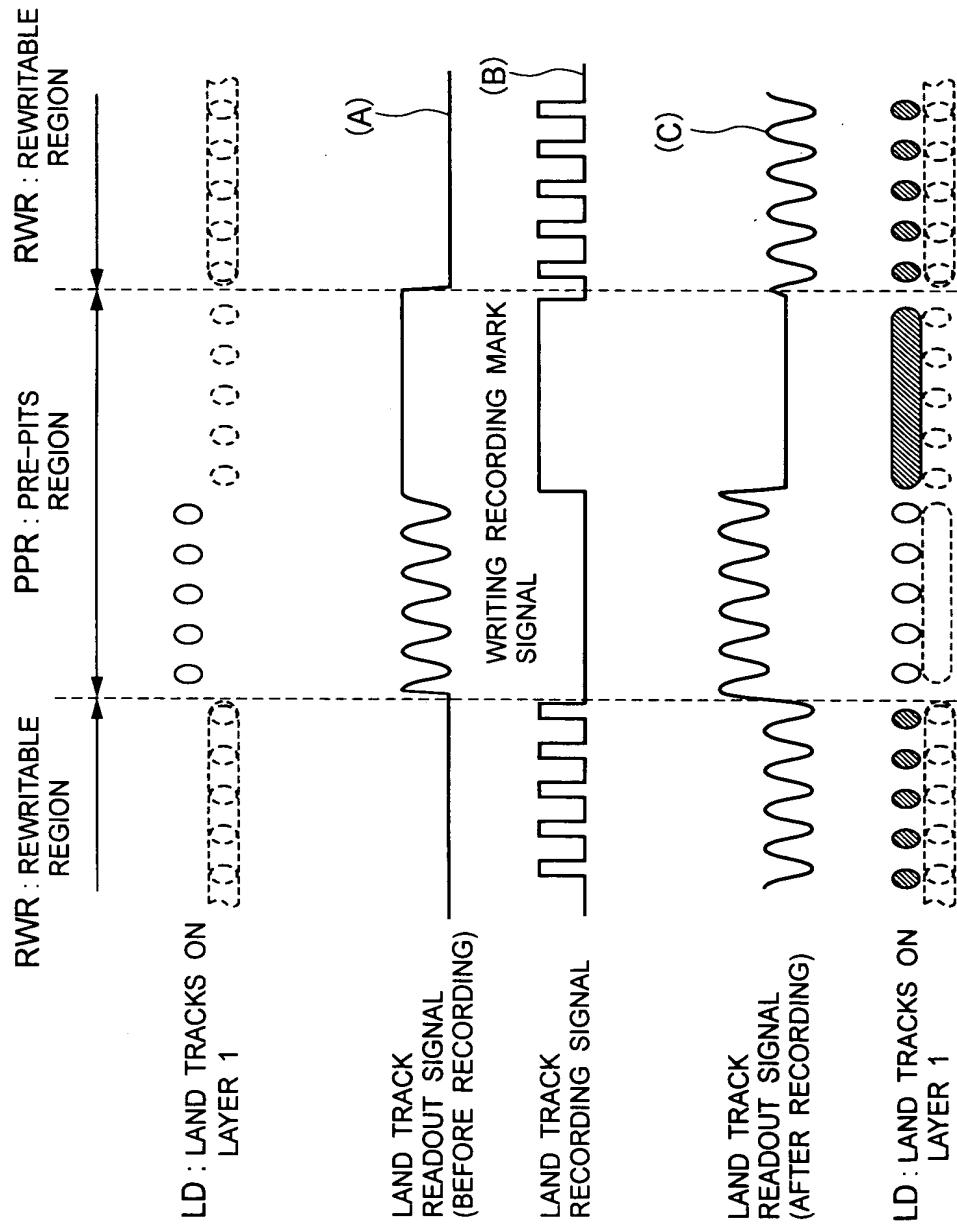 RWR : REWRITABLE
REGION
PPR : PRE-PITS
REGION
RWR : REWRITABLE
REGION
LD : LAND TRACKS ON
LAYER 1
LAND TRACK
READOUT SIGNAL
(BEFORE RECORDING)
(A)
LAND TRACK
RECORDING SIGNAL
WRITING RECORDING MARK
SIGNAL
(B)
LAND TRACK
READOUT SIGNAL
(AFTER RECORDING)
(C)
LD : LAND TRACKS ON
LAYER 1